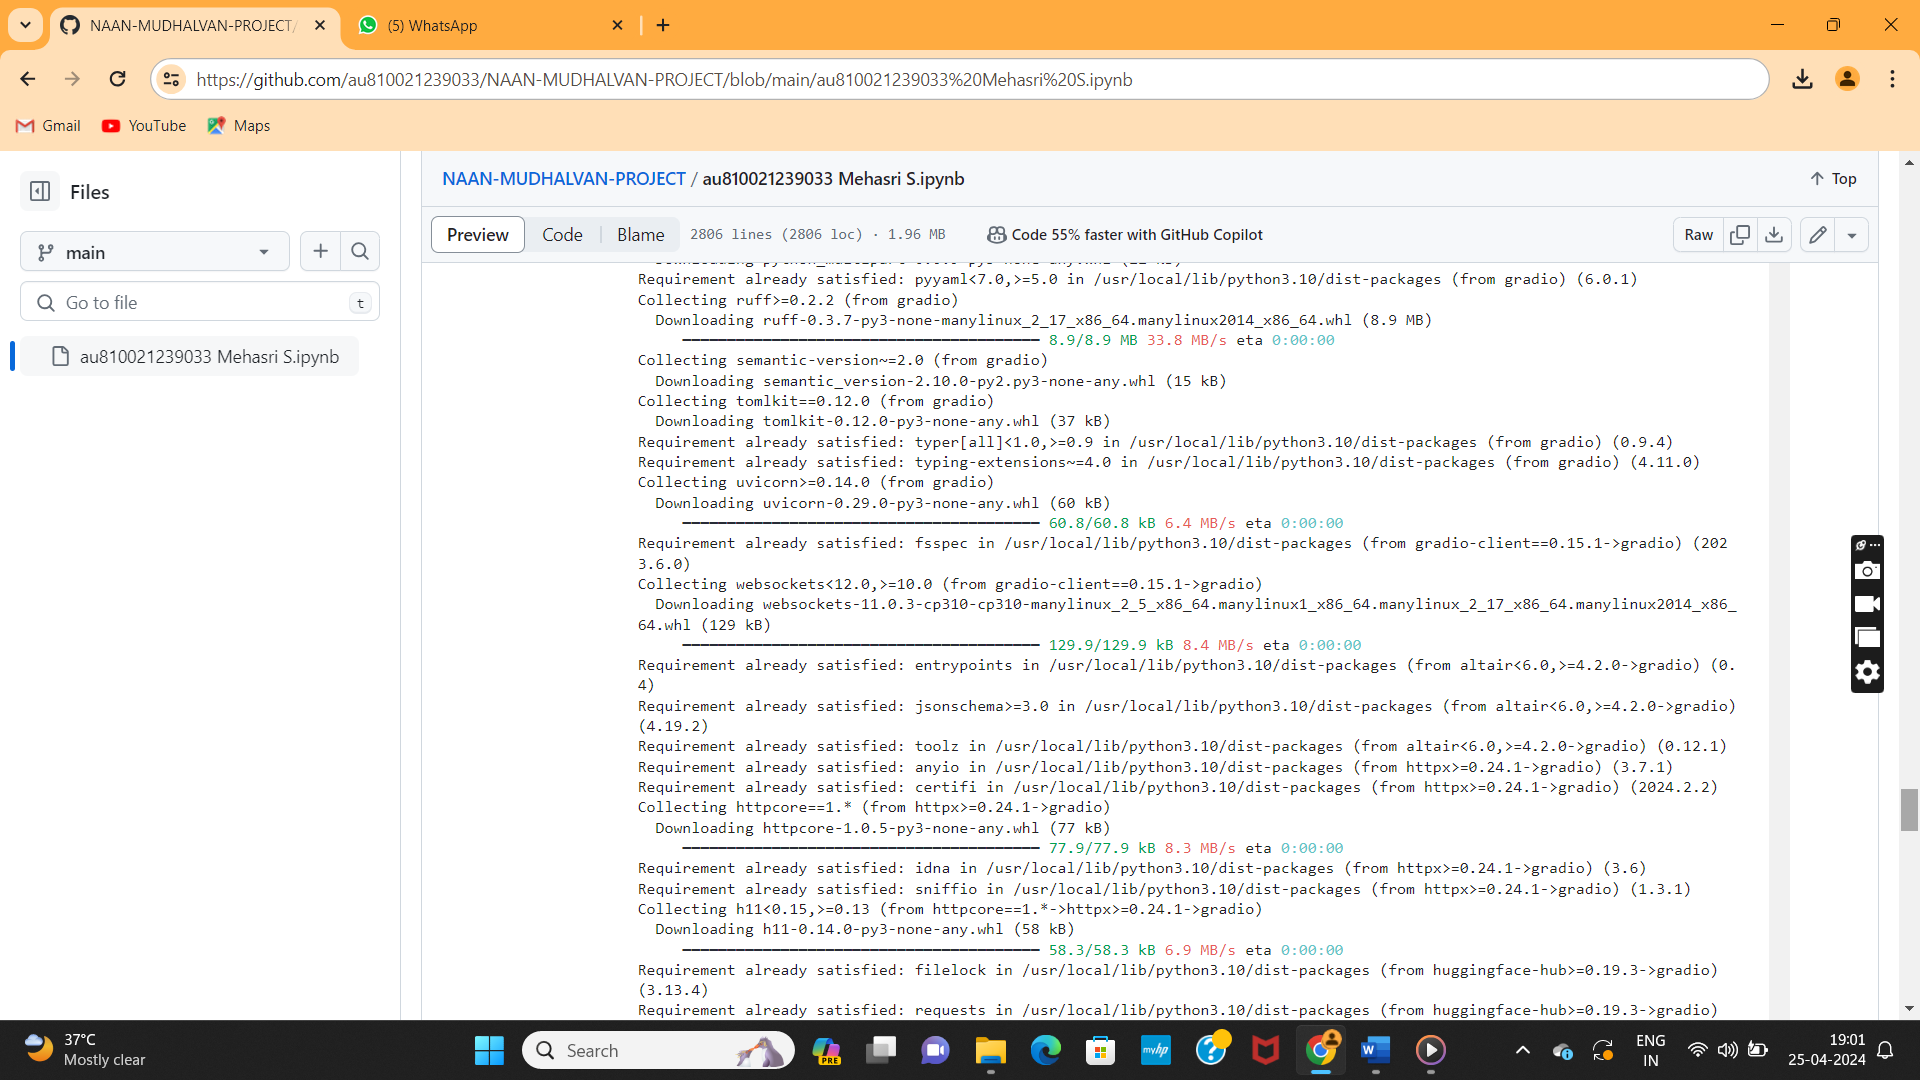 NAAN-MUDHALVAN-PROJECT/
(5) WhatsApp
https://github.com/au810021239033/NAAN-MUDHALVAN-PROJECT/blob/main/au810021239033%20Mehasri%20S.ipynb
Gmail
YouTube
Maps
Files
NAAN-MUDHALVAN-PROJECT / au810021239033 Mehasri S.ipynb
Top
main
Preview
Code
Blame
2806 lines (2806 loc) · 1.96 MB
Code 55% faster with GitHub Copilot
Raw
Go to file
t
au810021239033 Mehasri S.ipynb
Requirement already satisfied: pyyaml<7.0,>=5.0 in /usr/local/lib/python3.10/dist-packages (from gradio) (6.0.1)
Collecting ruff>=0.2.2 (from gradio)
Downloading ruff-0.3.7-py3-none-manylinux_2_17_x86_64.manylinux2014_x86_64.whl (8.9 MB)
8.9/8.9 MB 33.8 MB/s eta 0:00:00
Collecting semantic-version~=2.0 (from gradio)
Downloading semantic_version-2.10.0-py2.py3-none-any.whl (15 kB)
Collecting tomlkit==0.12.0 (from gradio)
Downloading tomlkit-0.12.0-py3-none-any.whl (37 kB)
Requirement already satisfied: typer[all]<1.0,>=0.9 in /usr/local/lib/python3.10/dist-packages (from gradio) (0.9.4)
Requirement already satisfied: typing-extensions~=4.0 in /usr/local/lib/python3.10/dist-packages (from gradio) (4.11.0)
Collecting uvicorn>=0.14.0 (from gradio)
Downloading uvicorn-0.29.0-py3-none-any.whl (60 kB)
60.8/60.8 kB 6.4 MB/s eta 0:00:00
Requirement already satisfied: fsspec in /usr/local/lib/python3.10/dist-packages (from gradio-client==0.15.1->gradio) (202
3.6.0)
Collecting websockets<12.0,>=10.0 (from gradio-client==0.15.1->gradio)
Downloading websockets-11.0.3-cp310-cp310-manylinux_2_5_x86_64.manylinux1_x86_64.manylinux_2_17_x86_64.manylinux2014_x86_
64.whl (129 kB)
129.9/129.9 kB 8.4 MB/s eta 0:00:00
Requirement already satisfied: entrypoints in /usr/local/lib/python3.10/dist-packages (from altair<6.0,>=4.2.0->gradio) (0.
4)
Requirement already satisfied: jsonschema>=3.0 in /usr/local/lib/python3.10/dist-packages (from altair<6.0,>=4.2.0->gradio)
(4.19.2)
Requirement already satisfied: toolz in /usr/local/lib/python3.10/dist-packages (from altair<6.0,>=4.2.0->gradio) (0.12.1)
Requirement already satisfied: anyio in /usr/local/lib/python3.10/dist-packages (from httpx>=0.24.1->gradio) (3.7.1)
Requirement already satisfied: certifi in /usr/local/lib/python3.10/dist-packages (from httpx>=0.24.1->gradio) (2024.2.2)
Collecting httpcore==1.* (from httpx>=0.24.1->gradio)
Downloading httpcore-1.0.5-py3-none-any.whl (77 kB)
77.9/77.9 kB 8.3 MB/s eta 0:00:00
Requirement already satisfied: idna in /usr/local/lib/python3.10/dist-packages (from httpx>=0.24.1->gradio) (3.6)
Requirement already satisfied: sniffio in /usr/local/lib/python3.10/dist-packages (from httpx>=0.24.1->gradio) (1.3.1)
Collecting h11<0.15,>=0.13 (from httpcore==1.*->httpx>=0.24.1->gradio)
Downloading h11-0.14.0-py3-none-any.whl (58 kB)
58.3/58.3 kB 6.9 MB/s eta 0:00:00
Requirement already satisfied: filelock in /usr/local/lib/python3.10/dist-packages (from huggingface-hub>=0.19.3->gradio)
(3.13.4)
Requirement already satisfied: requests in /usr/local/lib/python3.10/dist-packages (from huggingface-hub>=0.19.3->gradio)
37°C
Mostly clear
Search
PRE
myhp
ENG
IN
19:01
25-04-2024